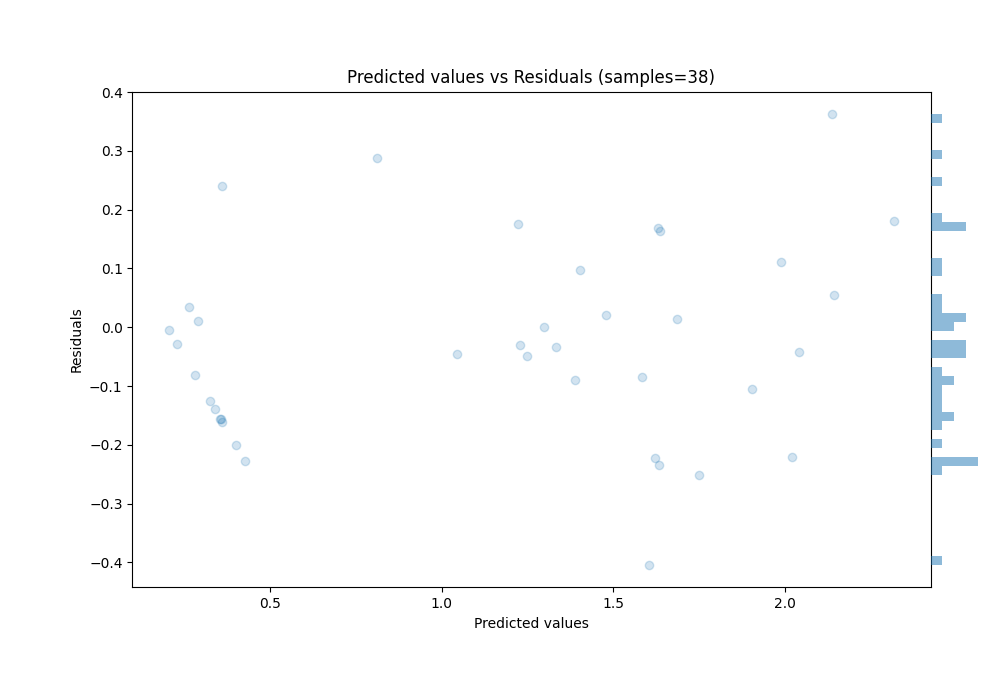 Predicted values vs Residuals (samples=38)
0.4
0.3
0.2
0.1
0.0
−0.1
−0.2
−0.3
−0.4
Residuals
0.5 1.0 1.5 2.0
Predicted values